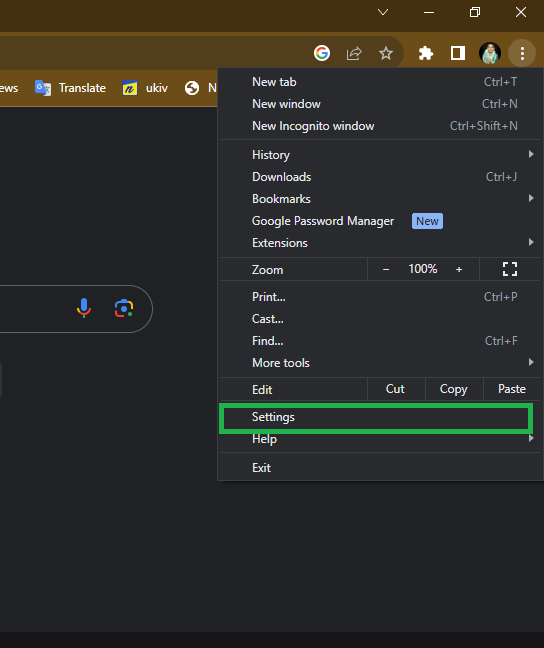 ews Translate ukiv N
New tab Ctrl+T
New window Ctrl+N
New Incognito window Ctrl+Shift+N
History
Downloads Ctrl+J
Bookmarks
Google Password Manager New
Extensions
Zoom − 100% +
Print... Ctrl+P
Cast...
Find... Ctrl+F
More tools
Edit Cut Copy Paste
Settings
Help
Exit